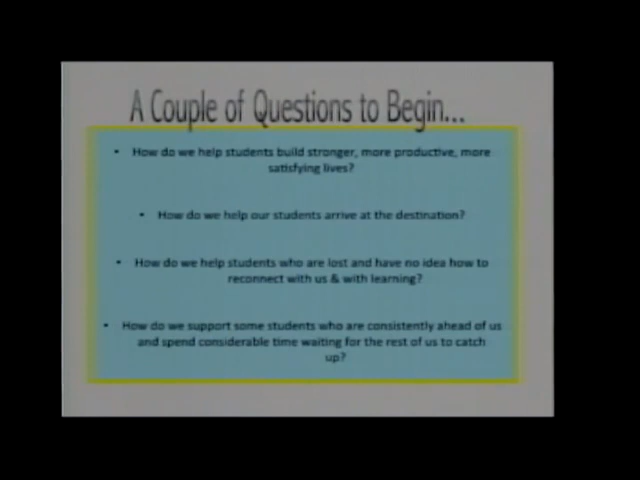 A Couple of Questions to Begin...
• How do we help students build stronger, more productive, more
satisfying lives?
• How do we help our students arrive at the destination?
• How do we help students who are lost and have no idea how to
reconnect with us & with learning?
• How do we support some students who are consistently ahead of us
and spend considerable time waiting for the rest of us to catch
up?